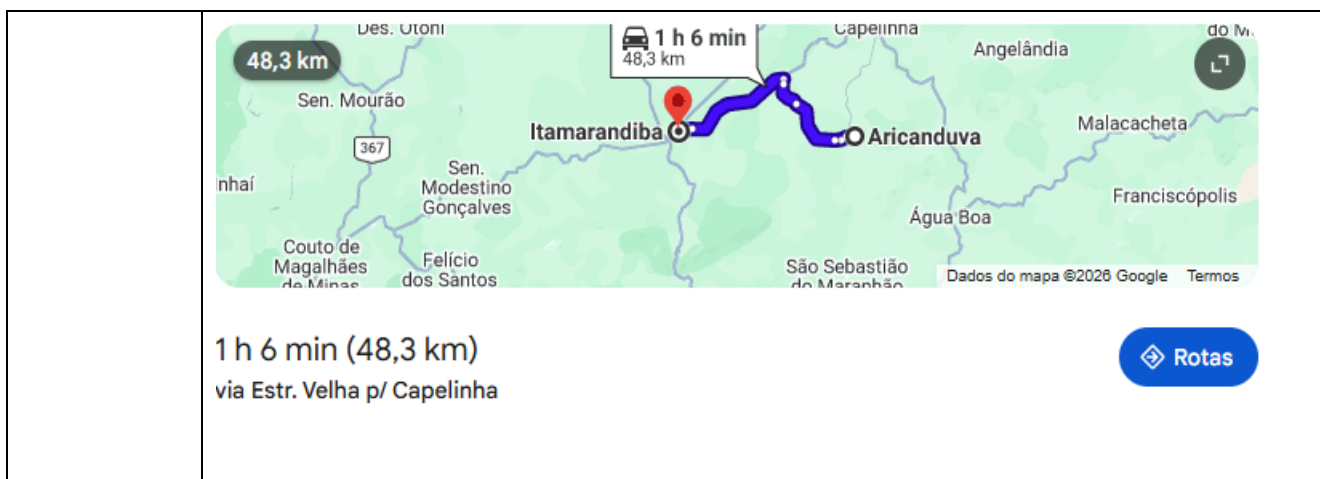 Des. Otoni
Capelinha
do M.
48,3 km
1 h 6 min
48,3 km
Angelândia
Sen. Mourão
Itamarandiba
Aricanduva
Malacacheta
367
Sen.
Modestino
Gonçalves
nhaí
Franciscópolis
Água Boa
Couto de
Magalhães
de Minas
Felício
dos Santos
São Sebastião
do Maranhão
Dados do mapa ©2026 Google Termos
1 h 6 min (48,3 km)
via Estr. Velha p/ Capelinha
Rotas